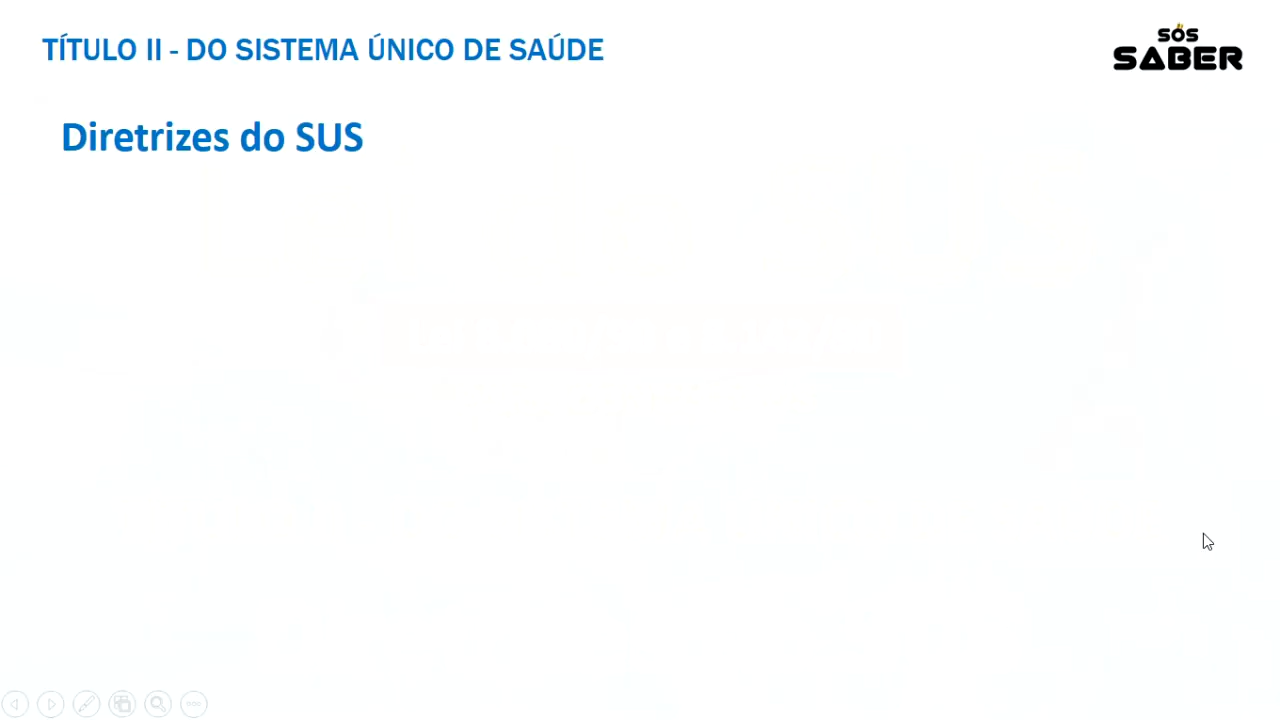 TÍTULO II - DO SISTEMA ÚNICO DE SAÚDE
SÓS
SABER
Diretrizes do SUS